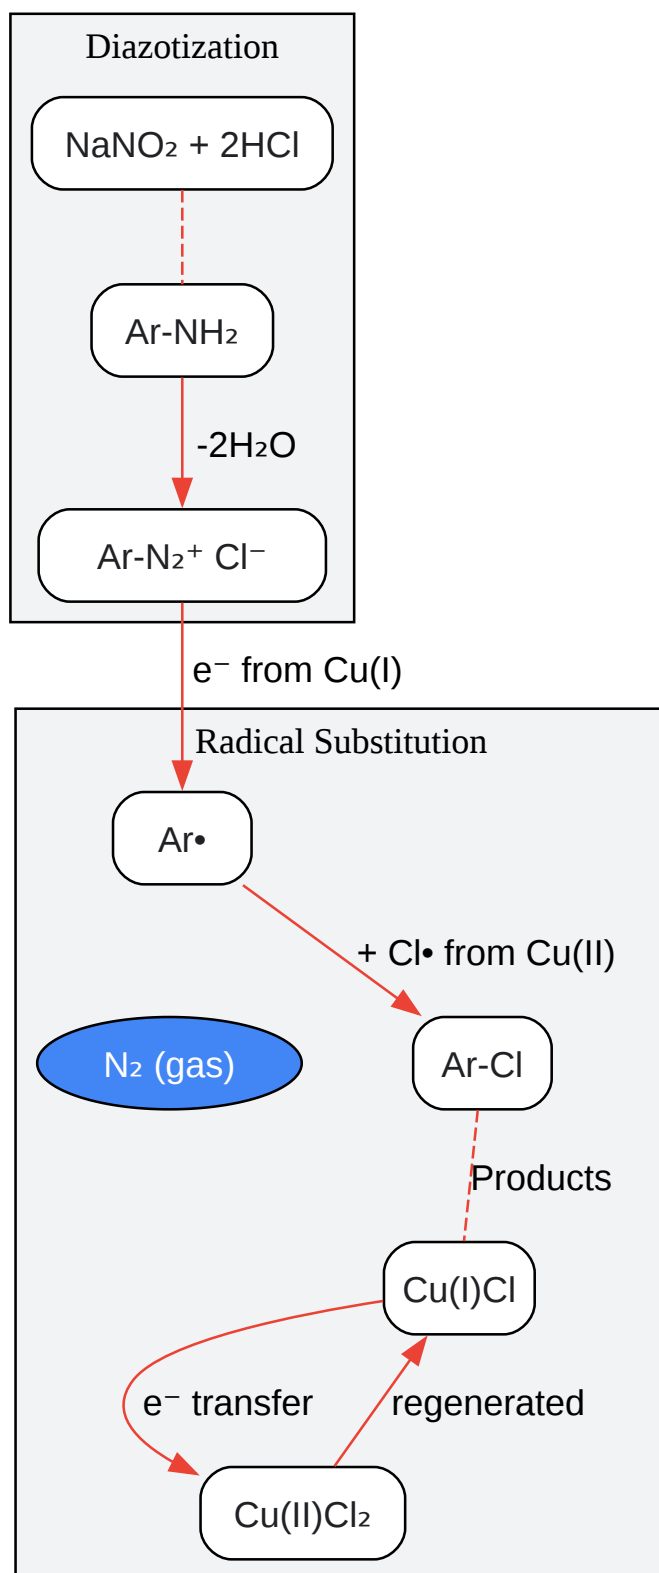 Diazotization
NaNO₂ + 2HCl
Ar-NH₂
-2H₂O
Ar-N₂⁺ Cl⁻
e⁻ from Cu(I)
Radical Substitution
Ar•
+ Cl• from Cu(II)
N₂ (gas)
Ar-Cl
Products
Cu(I)Cl
e⁻ transfer
regenerated
Cu(II)Cl₂